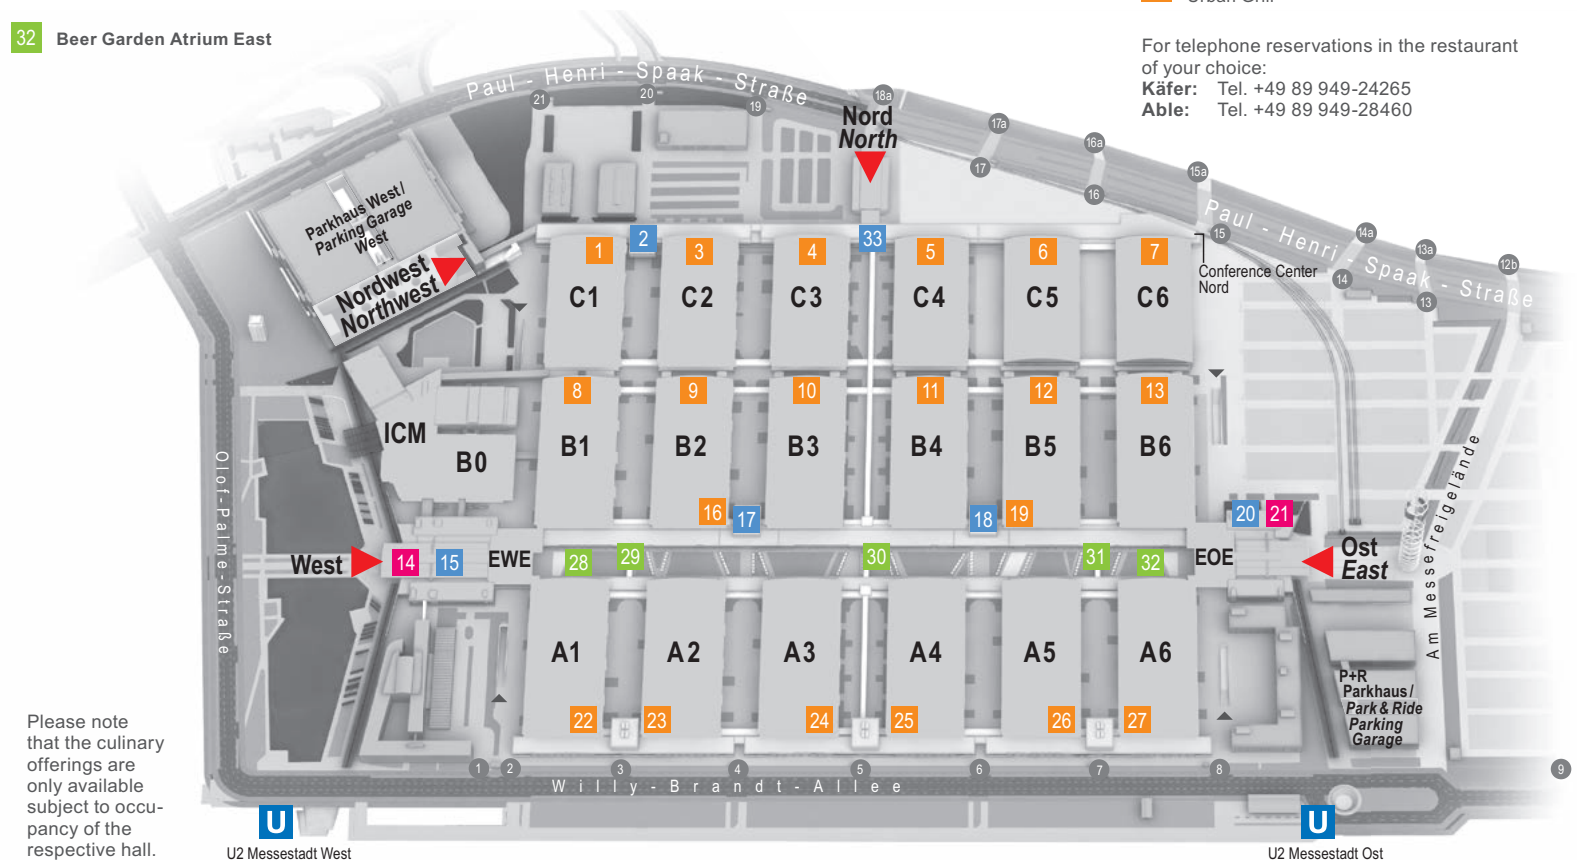 Urban Grill
32 Beer Garden Atrium East
For telephone reservations in the restaurant
of your choice:
Käfer: Tel. +49 89 949-24265
Able: Tel. +49 89 949-28460
Paul - Henri - Spaak - Straße
21
20
19
18a
Nord
North
17a
17
16a
16
15a
15
14a
14
13a
13
12b
Paul - Henri - Spaak - Straße
Parkhaus West /
Parking Garage
West
Nordwest
Northwest
1
2
3
4
33
5
6
7
Conference Center
Nord
C1
C2
C3
C4
C5
C6
8
9
10
11
12
13
ICM
B0
B1
B2
B3
B4
B5
B6
Olof-Palme-Straße
Am Messefreigelände
16
17
18
19
20
21
West
14
15
EWE
28
29
30
31
32
EOE
Ost
East
A1
A2
A3
A4
A5
A6
P+R
Parkhaus /
Park & Ride
Parking
Garage
22
23
24
25
26
27
Please note
that the culinary
offerings are
only available
subject to occu-
pancy of the
respective hall.
1
2
3
4
5
6
7
8
9
Willy-Brandt-Allee
U
U2 Messestadt West
U
U2 Messestadt Ost